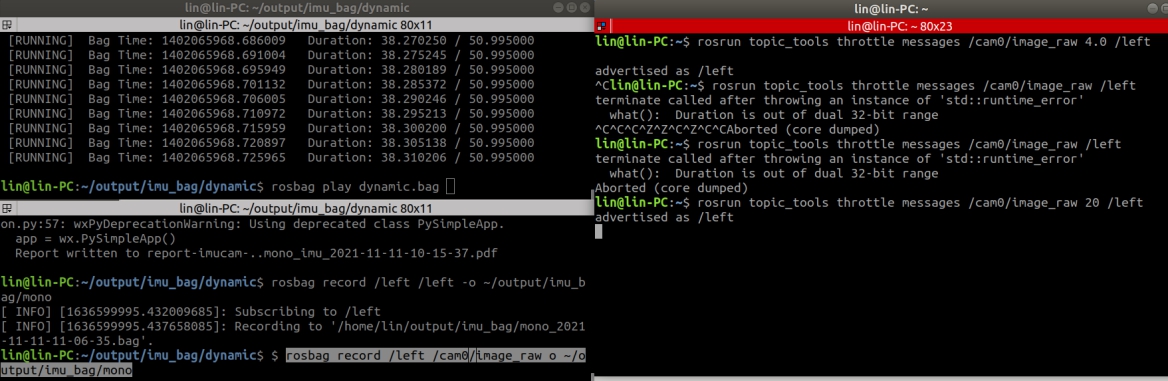 lin@lin-PC: ~/output/imu_bag/dynamic
lin@lin-PC: ~/output/imu_bag/dynamic 80x11
[RUNNING]  Bag Time: 1402065968.686009   Duration: 38.270250 / 50.995000
[RUNNING]  Bag Time: 1402065968.691004   Duration: 38.275245 / 50.995000
[RUNNING]  Bag Time: 1402065968.695949   Duration: 38.280189 / 50.995000
[RUNNING]  Bag Time: 1402065968.701132   Duration: 38.285372 / 50.995000
[RUNNING]  Bag Time: 1402065968.706005   Duration: 38.290246 / 50.995000
[RUNNING]  Bag Time: 1402065968.710972   Duration: 38.295213 / 50.995000
[RUNNING]  Bag Time: 1402065968.715959   Duration: 38.300200 / 50.995000
[RUNNING]  Bag Time: 1402065968.720897   Duration: 38.305138 / 50.995000
[RUNNING]  Bag Time: 1402065968.725965   Duration: 38.310206 / 50.995000
lin@lin-PC:~/output/imu_bag/dynamic$ rosbag play dynamic.bag
lin@lin-PC: ~/output/imu_bag/dynamic 80x11
on.py:57: wxPyDeprecationWarning: Using deprecated class PySimpleApp.
  app = wx.PySimpleApp()
  Report written to report-imucam-..mono_imu_2021-11-11-10-15-37.pdf
lin@lin-PC:~/output/imu_bag/dynamic$ rosbag record /left /left -o ~/output/imu_b
ag/mono
[ INFO] [1636599995.432009685]: Subscribing to /left
[ INFO] [1636599995.437658085]: Recording to '/home/lin/output/imu_bag/mono_2021
-11-11-11-06-35.bag'.
lin@lin-PC:~/output/imu_bag/dynamic$ $ rosbag record /left /cam0/image_raw o ~/o
utput/imu_bag/mono
lin@lin-PC: ~
lin@lin-PC: ~ 80x23
lin@lin-PC:~$ rosrun topic_tools throttle messages /cam0/image_raw 4.0 /left
advertised as /left
^Clin@lin-PC:~$ rosrun topic_tools throttle messages /cam0/image_raw /left
terminate called after throwing an instance of 'std::runtime_error'
  what():  Duration is out of dual 32-bit range
^C^C^C^Z^Z^C^Z^C^CAborted (core dumped)
lin@lin-PC:~$ rosrun topic_tools throttle messages /cam0/image_raw /left
terminate called after throwing an instance of 'std::runtime_error'
  what():  Duration is out of dual 32-bit range
Aborted (core dumped)
lin@lin-PC:~$ rosrun topic_tools throttle messages /cam0/image_raw 20 /left
advertised as /left